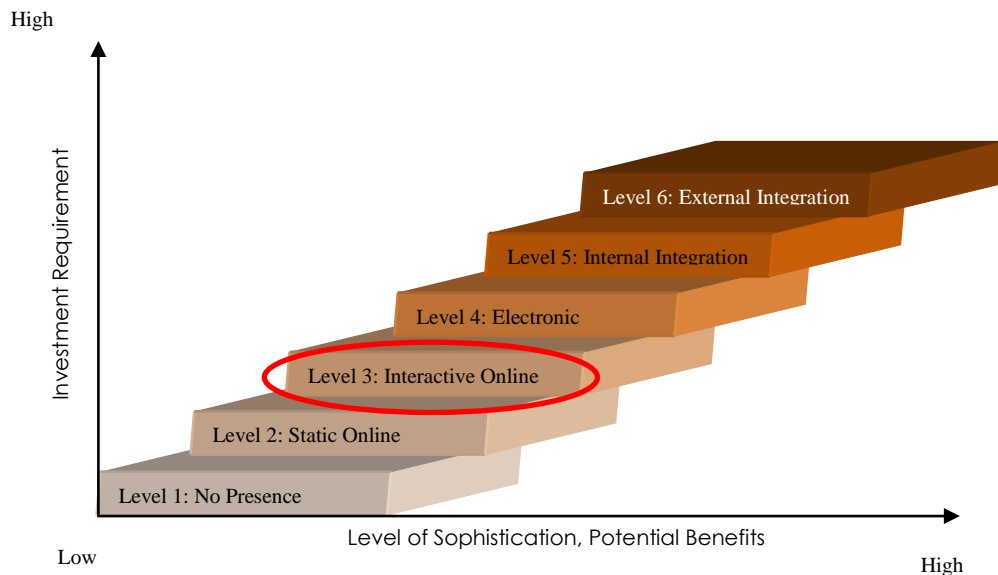 High
Investment Requirement
Level 6: External Integration
Level 5: Internal Integration
Level 4: Electronic
Level 3: Interactive Online
Level 2: Static Online
Level 1: No Presence
Level of Sophistication, Potential Benefits
Low
High